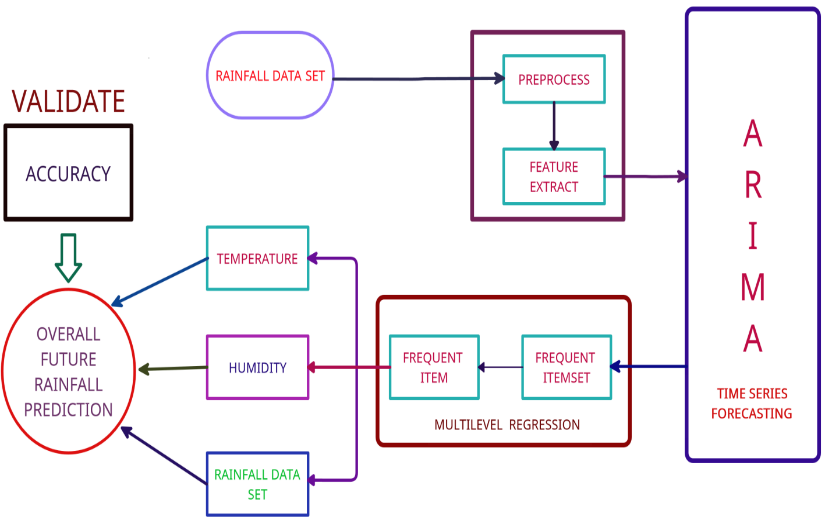 RAINFALL DATA SET
PREPROCESS
FEATURE
EXTRACT
A
R
I
M
A
TIME SERIES
FORECASTING
VALIDATE
ACCURACY
TEMPERATURE
HUMIDITY
RAINFALL DATA
SET
FREQUENT
ITEM
FREQUENT
ITEMSET
MULTILEVEL REGRESSION
OVERALL
FUTURE
RAINFALL
PREDICTION